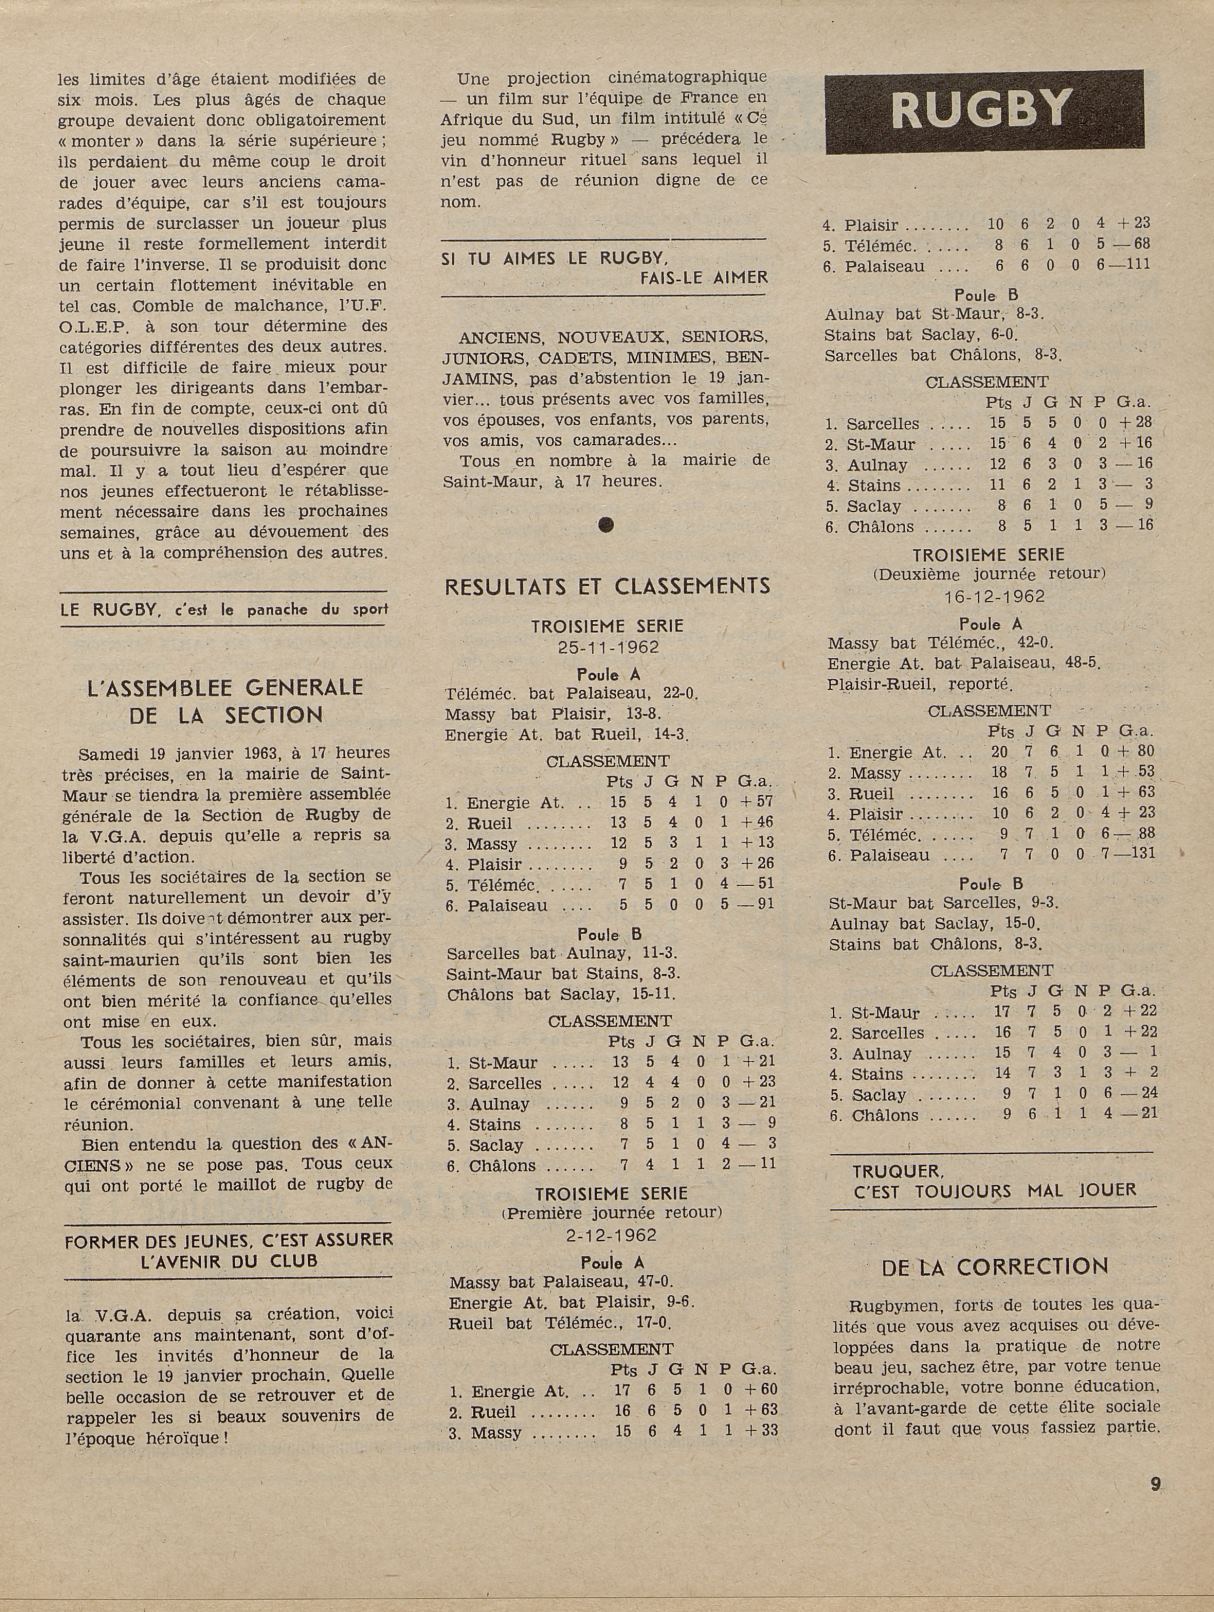 les limites d'âge étaient modifiées de
six mois. Les plus âgés de chaque
groupe devaient donc obligatoirement
« monter » dans la série supérieure ;
ils perdaient du même coup le droit
de jouer avec leurs anciens cama-
rades d'équipe, car s'il est toujours
permis de surclasser un joueur plus
jeune il reste formellement interdit
de faire l'inverse. Il se produisit donc
un certain flottement inévitable en
tel cas. Comble de malchance, l'U.F.
O.L.E.P. à son tour détermine des
catégories différentes des deux autres.
Il est difficile de faire mieux pour
plonger les dirigeants dans l'embar-
ras. En fin de compte, ceux-ci ont dû
prendre de nouvelles dispositions afin
de poursuivre la saison au moindre
mal. Il y a tout lieu d'espérer que
nos jeunes effectueront le rétablisse-
ment nécessaire dans les prochaines
semaines, grâce au dévouement des
uns et à la compréhension des autres.
LE RUGBY, c'est le panache du sport
L'ASSEMBLEE GENERALE
DE LA SECTION
Samedi 19 janvier 1963, à 17 heures
très précises, en la mairie de Saint-
Maur se tiendra la première assemblée
générale de la Section de Rugby de
la V.G.A. depuis qu'elle a repris sa
liberté d'action.
Tous les sociétaires de la section se
feront naturellement un devoir d'y
assister. Ils doivent démontrer aux per-
sonnalités qui s'intéressent au rugby
saint-maurien qu'ils sont bien les
éléments de son renouveau et qu'ils
ont bien mérité la confiance qu'elles
ont mise en eux.
Tous les sociétaires, bien sûr, mais
aussi leurs familles et leurs amis,
afin de donner à cette manifestation
le cérémonial convenant à une telle
réunion.
Bien entendu la question des « AN-
CIENS » ne se pose pas. Tous ceux
qui ont porté le maillot de rugby de
FORMER DES JEUNES, C'EST ASSURER
L'AVENIR DU CLUB
la V.G.A. depuis sa création, voici
quarante ans maintenant, sont d'of-
fice les invités d'honneur de la
section le 19 janvier prochain. Quelle
belle occasion de se retrouver et de
rappeler les si beaux souvenirs de
l'époque héroïque !
Une projection cinématographique
— un film sur l'équipe de France en
Afrique du Sud, un film intitulé « Ce
jeu nommé Rugby » — précédera le
vin d'honneur rituel sans lequel il
n'est pas de réunion digne de ce
nom.
SI TU AIMES LE RUGBY,
FAIS-LE AIMER
ANCIENS, NOUVEAUX, SENIORS,
JUNIORS, CADETS, MINIMES, BEN-
JAMINS, pas d'abstention le 19 jan-
vier... tous présents avec vos familles,
vos épouses, vos enfants, vos parents,
vos amis, vos camarades...
Tous en nombre à la mairie de
Saint-Maur, à 17 heures.
RESULTATS ET CLASSEMENTS
TROISIEME SERIE
25-11-1962
Poule A
Téléméc. bat Palaiseau, 22-0.
Massy bat Plaisir, 13-8.
Energie At. bat Rueil, 14-3.
CLASSEMENT
Pts J G N P G.a.
1. Energie At. .. 15 5 4 1 0 +57
2. Rueil ........ 13 5 4 0 1 +46
3. Massy ........ 12 5 3 1 1 +13
4. Plaisir ........ 9 5 2 0 3 +26
5. Téléméc. ..... 7 5 1 0 4 —51
6. Palaiseau .... 5 5 0 0 5 —91
Poule B
Sarcelles bat Aulnay, 11-3.
Saint-Maur bat Stains, 8-3.
Châlons bat Saclay, 15-11.
CLASSEMENT
Pts J G N P G.a.
1. St-Maur ..... 13 5 4 0 1 +21
2. Sarcelles ..... 12 4 4 0 0 +23
3. Aulnay ...... 9 5 2 0 3 —21
4. Stains ....... 8 5 1 1 3 — 9
5. Saclay ....... 7 5 1 0 4 — 3
6. Châlons ...... 7 4 1 1 2 —11
TROISIEME SERIE
(Première journée retour)
2-12-1962
Poule A
Massy bat Palaiseau, 47-0.
Energie At. bat Plaisir, 9-6.
Rueil bat Téléméc., 17-0.
CLASSEMENT
Pts J G N P G.a.
1. Energie At. .. 17 6 5 1 0 +60
2. Rueil ........ 16 6 5 0 1 +63
3. Massy ........ 15 6 4 1 1 +33
RUGBY
4. Plaisir ........ 10 6 2 0 4 +23
5. Téléméc. ..... 8 6 1 0 5 —68
6. Palaiseau .... 6 6 0 0 6 —111
Poule B
Aulnay bat St-Maur, 8-3.
Stains bat Saclay, 6-0.
Sarcelles bat Châlons, 8-3.
CLASSEMENT
Pts J G N P G.a.
1. Sarcelles ..... 15 5 5 0 0 +28
2. St-Maur ..... 15 6 4 0 2 +16
3. Aulnay ...... 12 6 3 0 3 —16
4. Stains ........ 11 6 2 1 3 — 3
5. Saclay ....... 8 6 1 0 5 — 9
6. Châlons ...... 8 5 1 1 3 —16
TROISIEME SERIE
(Deuxième journée retour)
16-12-1962
Poule A
Massy bat Téléméc., 42-0.
Energie At. bat Palaiseau, 48-5.
Plaisir-Rueil, reporté.
CLASSEMENT
Pts J G N P G.a.
1. Energie At. .. 20 7 6 1 0 + 80
2. Massy ........ 18 7 5 1 1 + 53
3. Rueil ........ 16 6 5 0 1 + 63
4. Plaisir ........ 10 6 2 0 4 + 23
5. Téléméc. ..... 9 7 1 0 6 — 88
6. Palaiseau .... 7 7 0 0 7 —131
Poule B
St-Maur bat Sarcelles, 9-3.
Aulnay bat Saclay, 15-0.
Stains bat Châlons, 8-3.
CLASSEMENT
Pts J G N P G.a.
1. St-Maur ..... 17 7 5 0 2 +22
2. Sarcelles ..... 16 7 5 0 1 +22
3. Aulnay ...... 15 7 4 0 3 — 1
4. Stains ........ 14 7 3 1 3 + 2
5. Saclay ....... 9 7 1 0 6 —24
6. Châlons ...... 9 6 1 1 4 —21
TRUQUER,
C'EST TOUJOURS MAL JOUER
DE LA CORRECTION
Rugbymen, forts de toutes les qua-
lités que vous avez acquises ou déve-
loppées dans la pratique de notre
beau jeu, sachez être, par votre tenue
irréprochable, votre bonne éducation,
à l'avant-garde de cette élite sociale
dont il faut que vous fassiez partie.
9